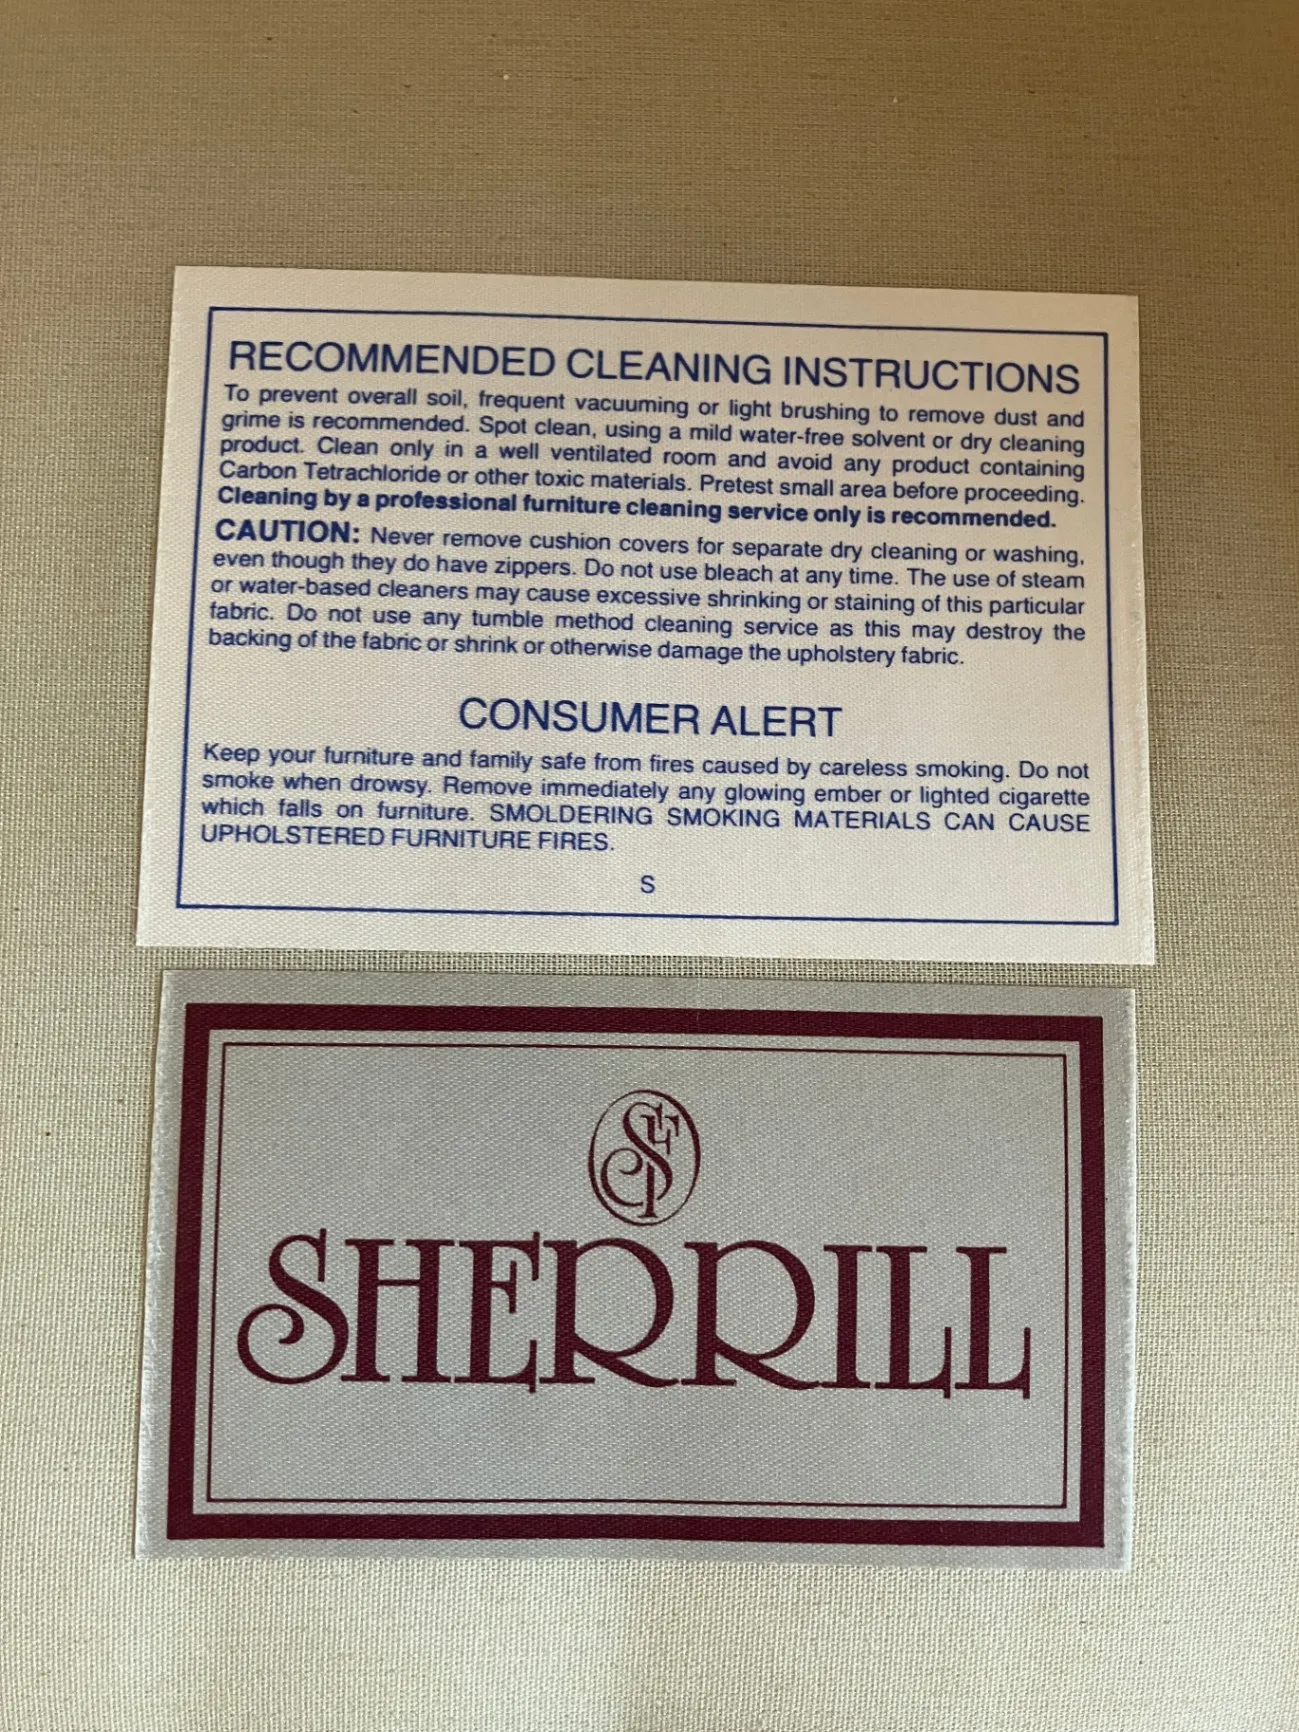 RECOMMENDED CLEANING INSTRUCTIONS
To prevent overall soil, frequent vacuuming or light brushing to remove dust and
grime is recommended. Spot clean, using a mild water-free solvent or dry cleaning
product. Clean only in a well ventilated room and avoid any product containing
Carbon Tetrachloride or other toxic materials. Pretest small area before proceeding.
Cleaning by a professional furniture cleaning service only is recommended.
CAUTION: Never remove cushion covers for separate dry cleaning or washing,
even though they do have zippers. Do not use bleach at any time. The use of steam
or water-based cleaners may cause excessive shrinking or staining of this particular
fabric. Do not use any tumble method cleaning service as this may destroy the
backing of the fabric or shrink or otherwise damage the upholstery fabric.
CONSUMER ALERT
Keep your furniture and family safe from fires caused by careless smoking. Do not
smoke when drowsy. Remove immediately any glowing ember or lighted cigarette
which falls on furniture. SMOLDERING SMOKING MATERIALS CAN CAUSE
UPHOLSTERED FURNITURE FIRES.
S
SHERRILL